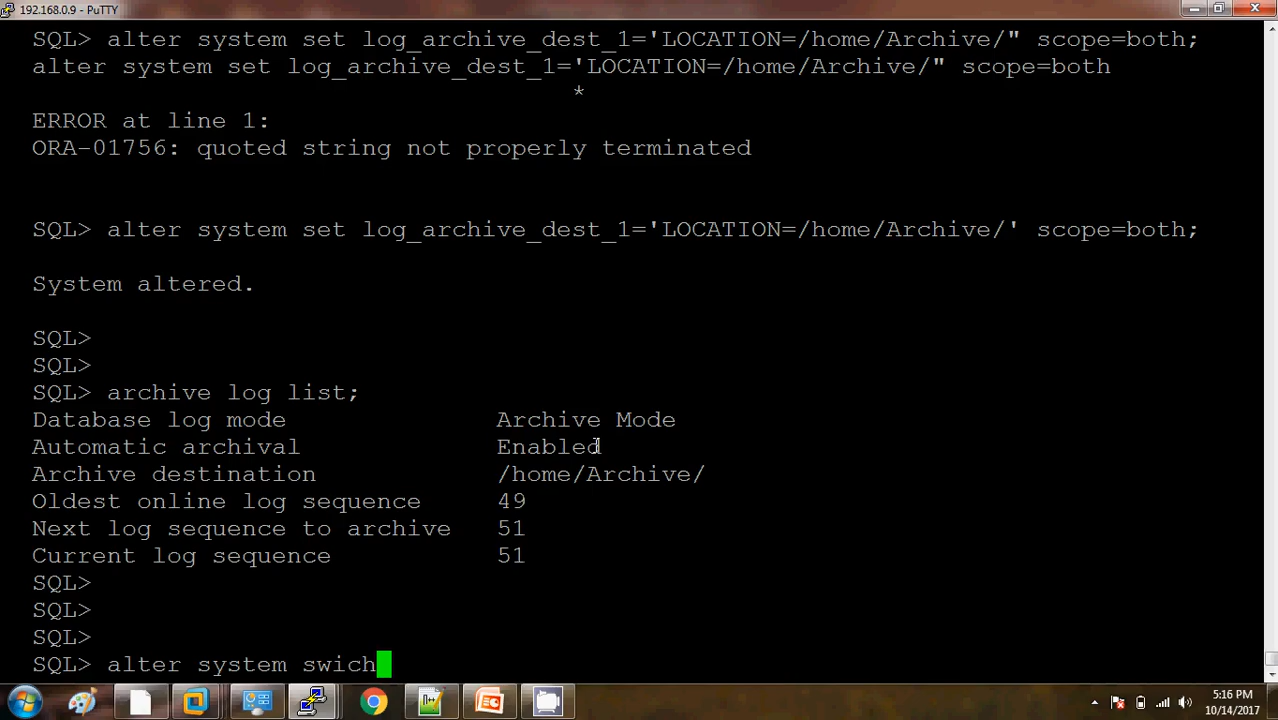 192.168.0.9 - PuTTY
SQL> alter system set log_archive_dest_1='LOCATION=/home/Archive/" scope=both;
alter system set log_archive_dest_1='LOCATION=/home/Archive/" scope=both
*
ERROR at line 1:
ORA-01756: quoted string not properly terminated
SQL> alter system set log_archive_dest_1='LOCATION=/home/Archive/' scope=both;
System altered.
SQL>
SQL>
SQL> archive log list;
Database log mode Archive Mode
Automatic archival Enabled
Archive destination /home/Archive/
Oldest online log sequence 49
Next log sequence to archive 51
Current log sequence 51
SQL>
SQL>
SQL>
SQL> alter system swich
5:16 PM
10/14/2017